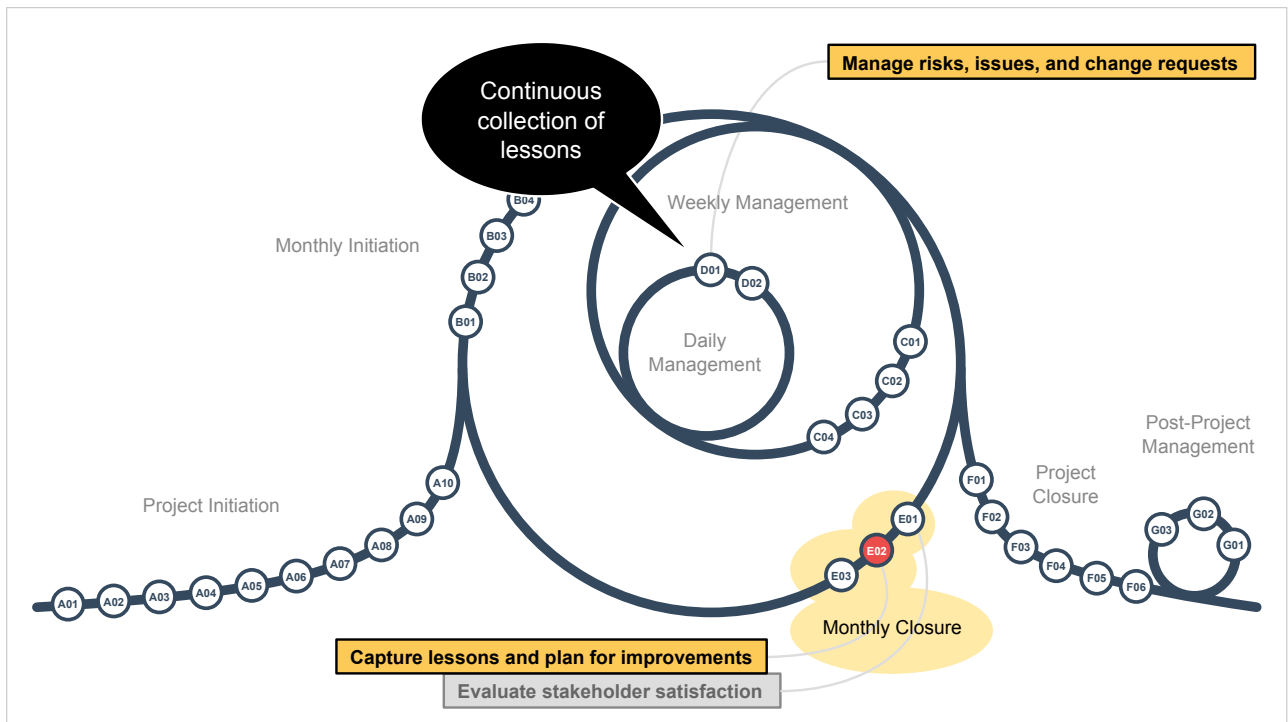 Manage risks, issues, and change requests
Continuous
collection of
lessons
B04
Weekly Management
B03
Monthly Initiation
B02
D01
D02
B01
Daily
Management
C01
C02
C03
C04
Post-Project
Management
Project
Closure
F01
A10
Project Initiation
A09
E01
F02
G02
G03
G01
A08
E02
F03
A07
F04
A06
E03
F05
A05
F06
A04
A03
A02
A01
Monthly Closure
Capture lessons and plan for improvements
Evaluate stakeholder satisfaction